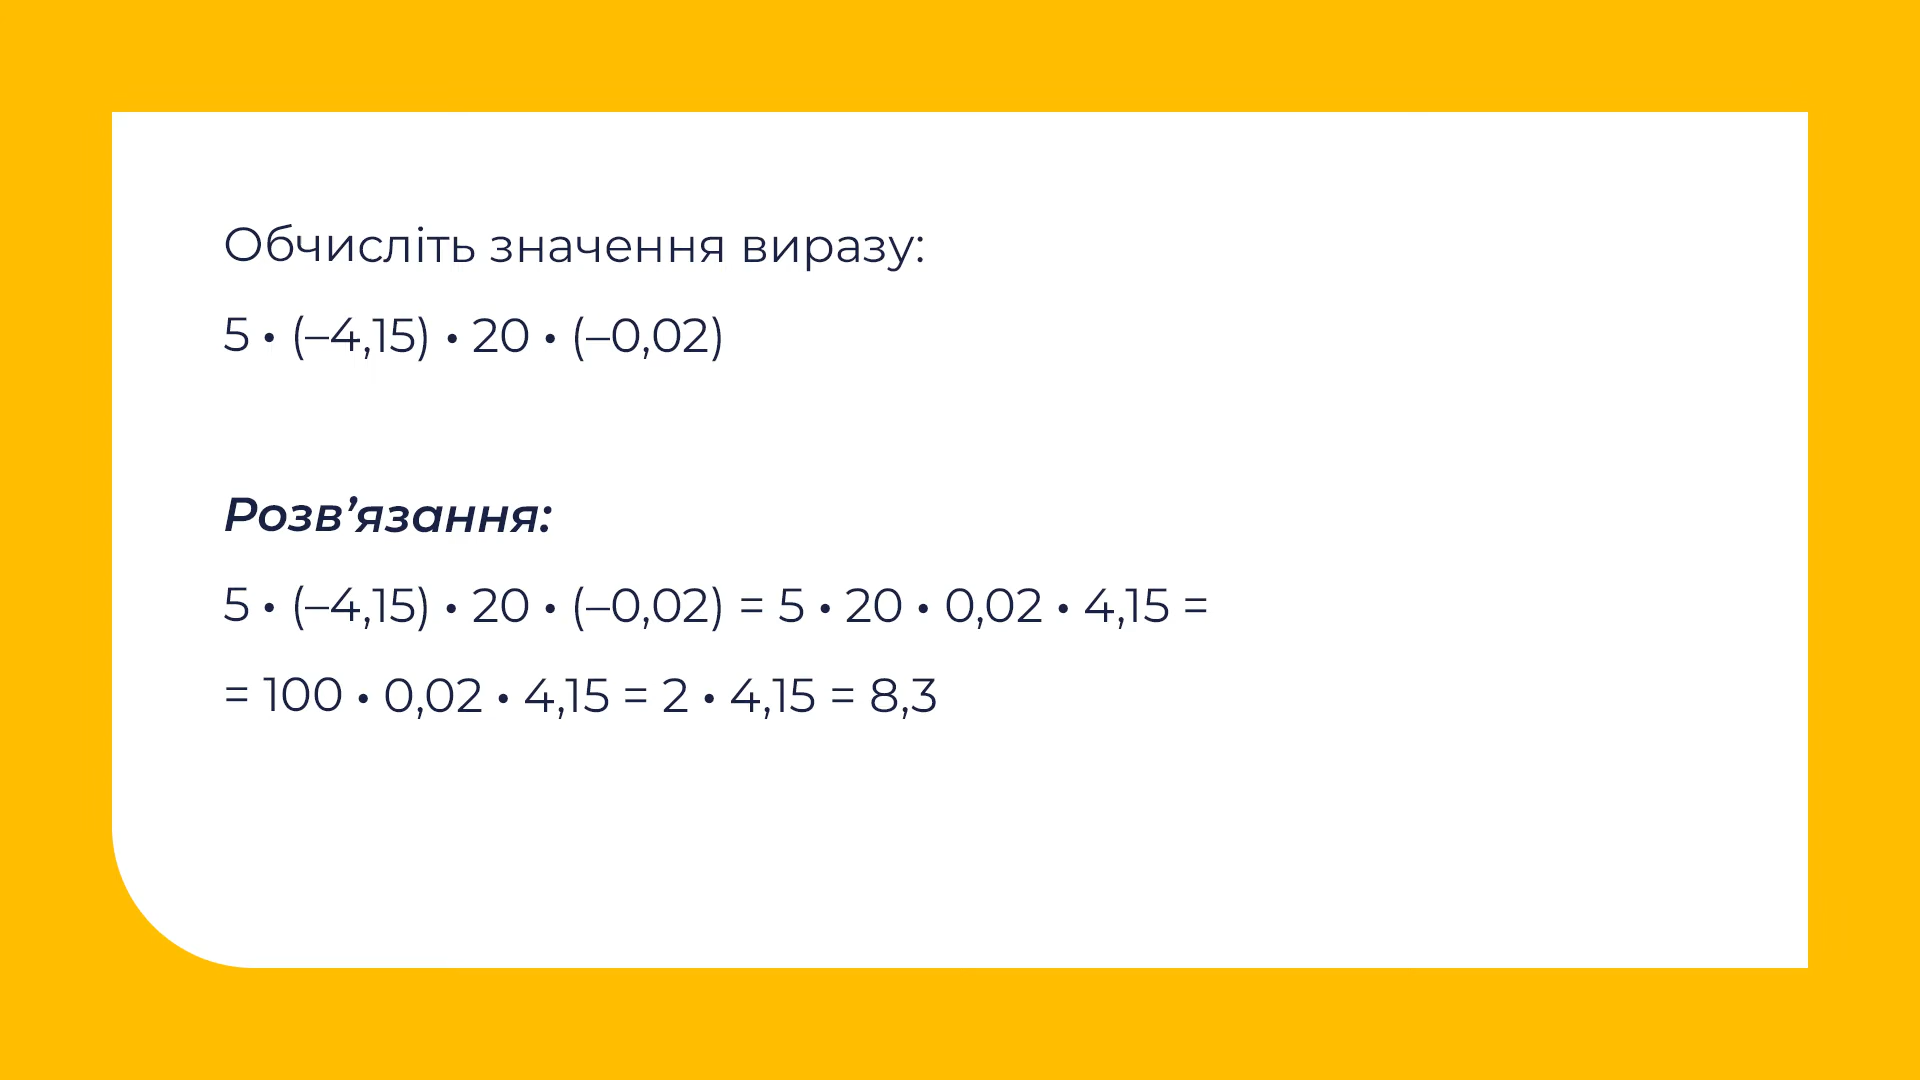 Обчисліть значення виразу:
5 • (–4,15) • 20 • (–0,02)
Розв’язання:
5 • (–4,15) • 20 • (–0,02) = 5 • 20 • 0,02 • 4,15 =
= 100 • 0,02 • 4,15 = 2 • 4,15 = 8,3